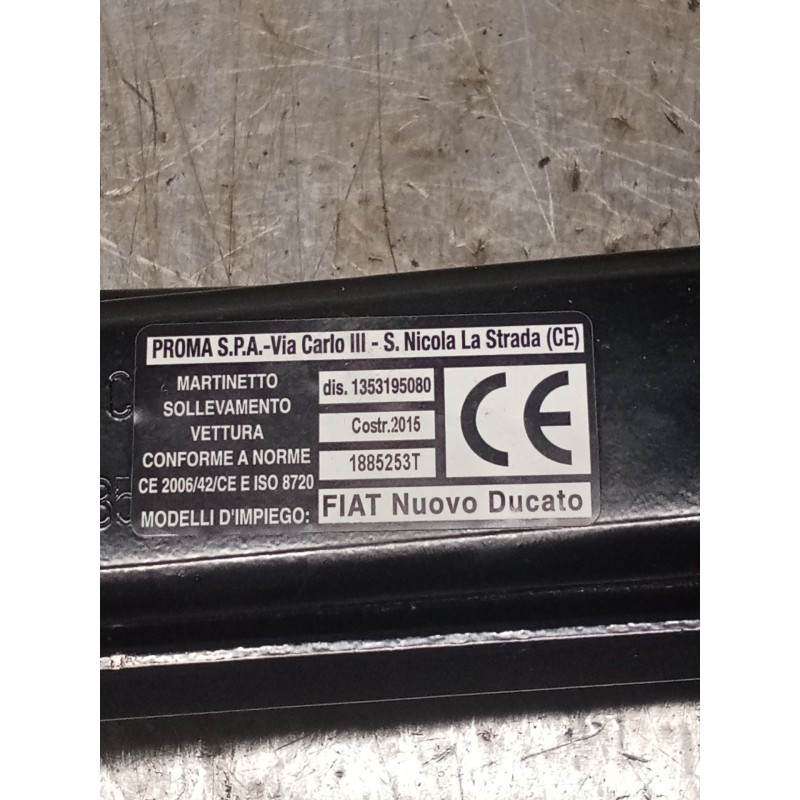 PROMA S.P.A.-Via Carlo III - S. Nicola La Strada (CE)
MARTINETTO
SOLLEVAMENTO
VETTURA
CONFORME A NORME
CE 2006/42/CE E ISO 8720
MODELLI D'IMPIEGO:
dis. 1353195080
Costr.2015
1885253T
CE
FIAT Nuovo Ducato
C